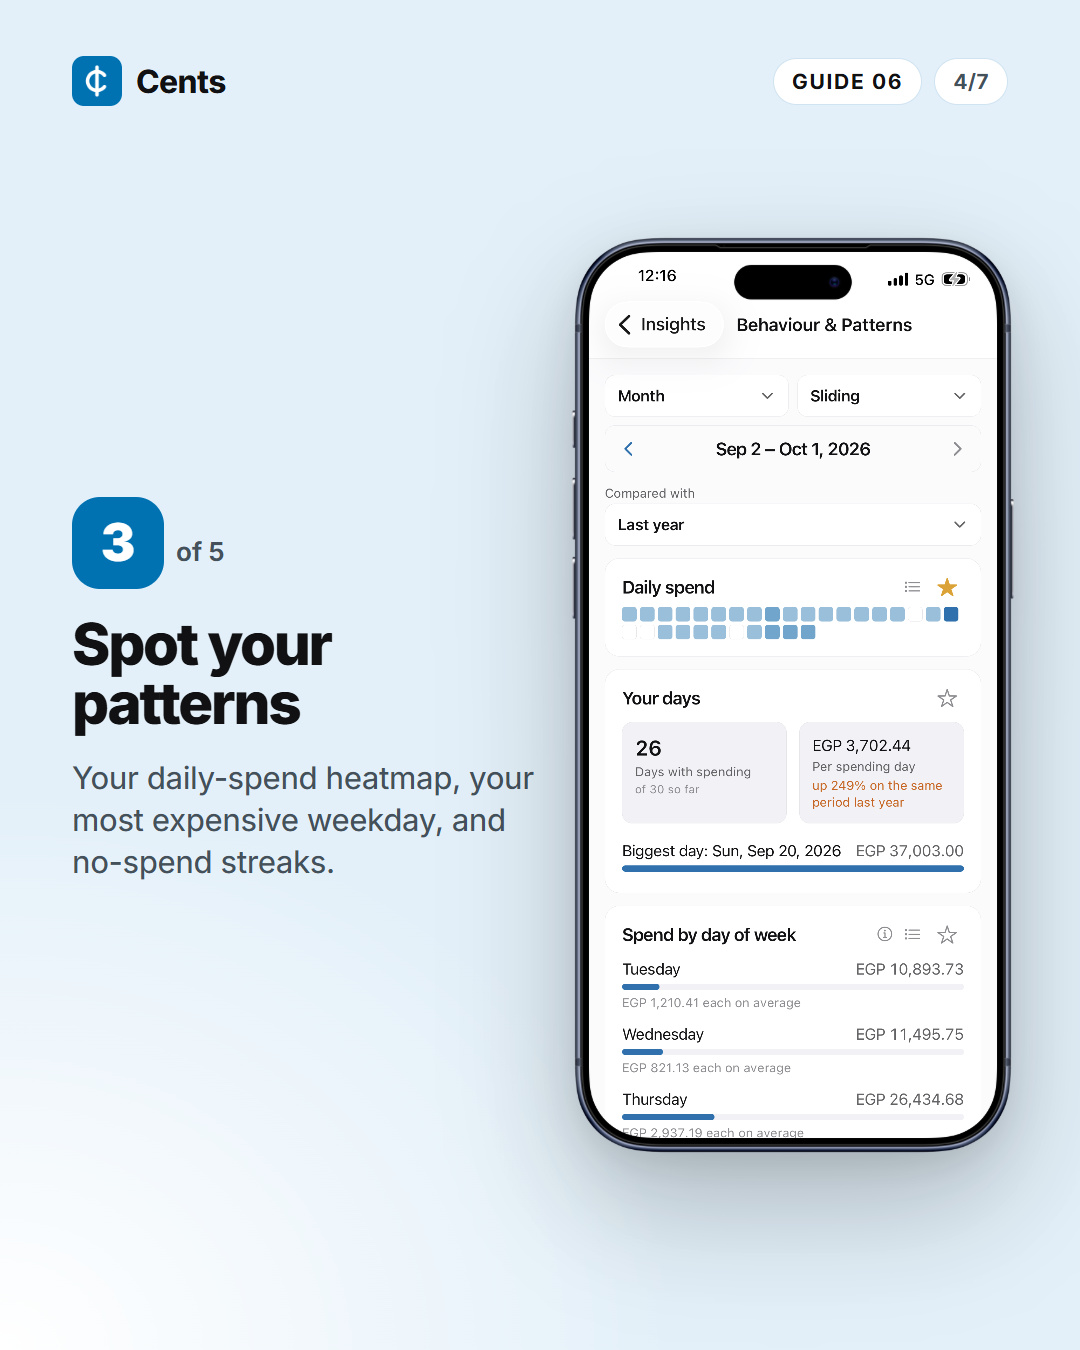 Cents
GUIDE 06
4/7
3 of 5
Spot your
patterns
Your daily-spend heatmap, your
most expensive weekday, and
no-spend streaks.
12:16
5G
Insights
Behaviour & Patterns
Month
Sliding
Sep 2 – Oct 1, 2026
Compared with
Last year
Daily spend
Your days
26
Days with spending
of 30 so far
EGP 3,702.44
Per spending day
up 249% on the same
period last year
Biggest day: Sun, Sep 20, 2026 EGP 37,003.00
Spend by day of week
Tuesday EGP 10,893.73
EGP 1,210.41 each on average
Wednesday EGP 11,495.75
EGP 821.13 each on average
Thursday EGP 26,434.68
EGP 2,937.19 each on average